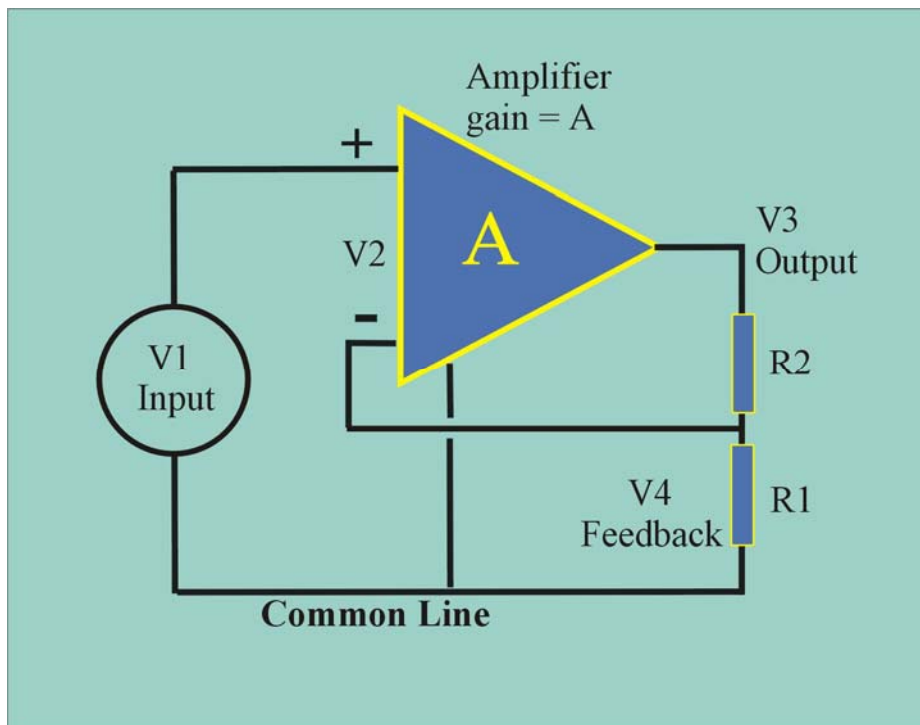 Amplifier
gain = A
+
V2
A
-
V3
Output
V1
Input
R2
V4
Feedback
R1
Common Line